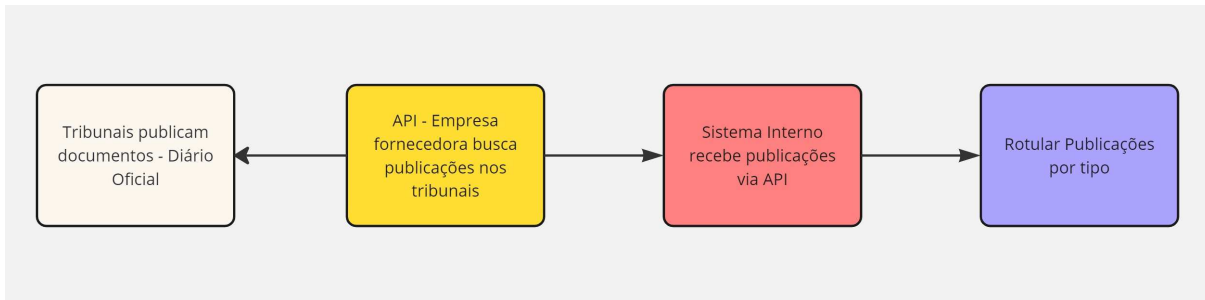 Tribunais publicam
documentos - Diário
Oficial
API - Empresa
fornecedora busca
publicações nos
tribunais
Sistema Interno
recebe publicações
via API
Rotular Publicações
por tipo